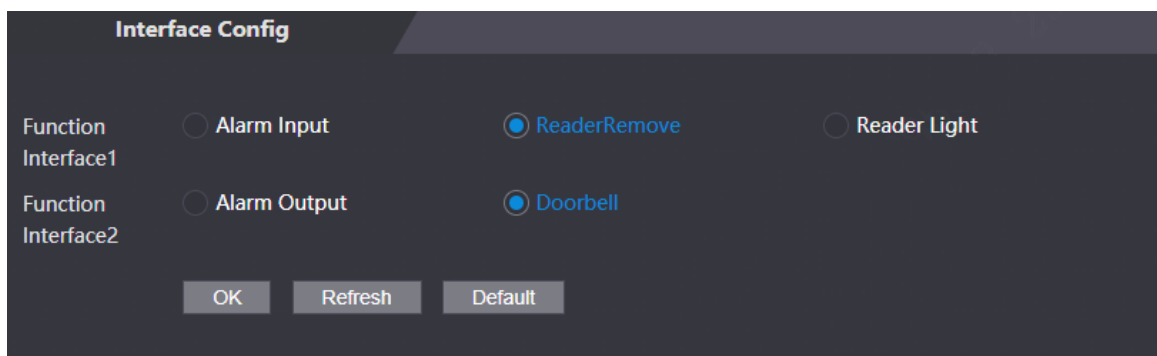 Interface Config
Function Interface1
Alarm Input
ReaderRemove
Reader Light
Function Interface2
Alarm Output
Doorbell
OK
Refresh
Default